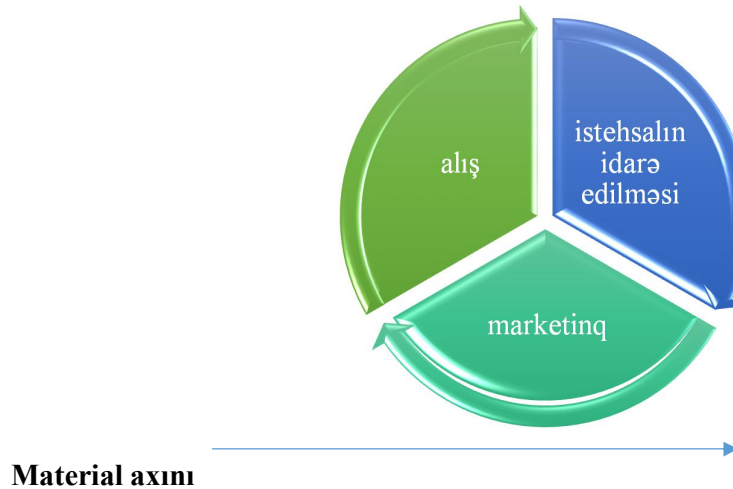 alış
istehsalın
idarə
edilməsi
marketinq
Material axını